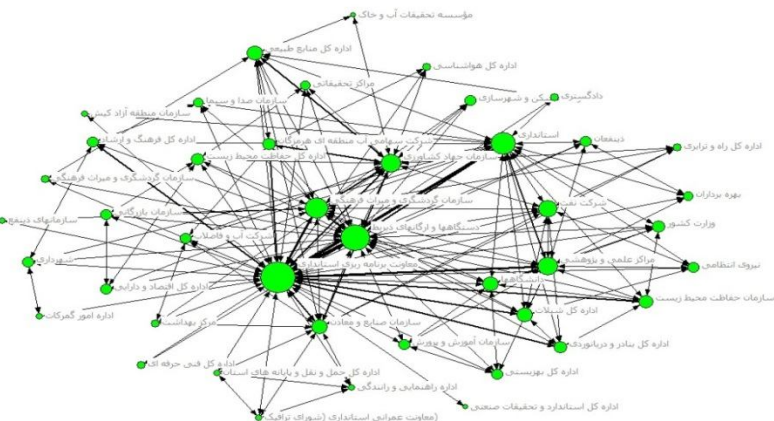 مؤسسه تحقیقات آب و خاک
اداره کل منابع طبیعی
اداره کل هواشناسی
مراکز تحقیقاتی
دادگستری
مسکن و شهرسازی
سازمان صدا و سیما
سازمان منطقه آزاد کیش
استانداری
ذینفعان
اداره کل فرهنگ و ارشاد
شرکت سهامی آب منطقه ای هرمزگان
اداره کل راه و ترابری
اداره کل حفاظت محیط زیست
سازمان جهاد کشاورزی
سازمان گردشگری و میراث فرهنگی
بهره برداران
سازمان گردشگری و میراث فرهنگی
شرکت نفت
سازمان بازرگانی
سازمانهای ذینفع
وزارت کشور
دستگاهها و ارگانهای ذیربط
شرکت آب و فاضلاب
شهرداری
مراکز علمی و پژوهشی
نیروی انتظامی
معاونت برنامه ریزی استانداری
دانشگاهها
اداره کل اقتصاد و دارایی
سازمان حفاظت محیط زیست
اداره کل شیلات
اداره امور گمرکات
مرکز بهداشت
سازمان صنایع و معادن
سازمان آموزش و پرورش
اداره کل بنادر و دریانوردی
اداره کل فنی حرفه ای
اداره کل حمل و نقل و پایانه های استان
اداره کل بهزیستی
اداره راهنمایی و رانندگی
اداره کل استاندارد و تحقیقات صنعتی
معاونت عمرانی استانداری (شورای ترافیک)